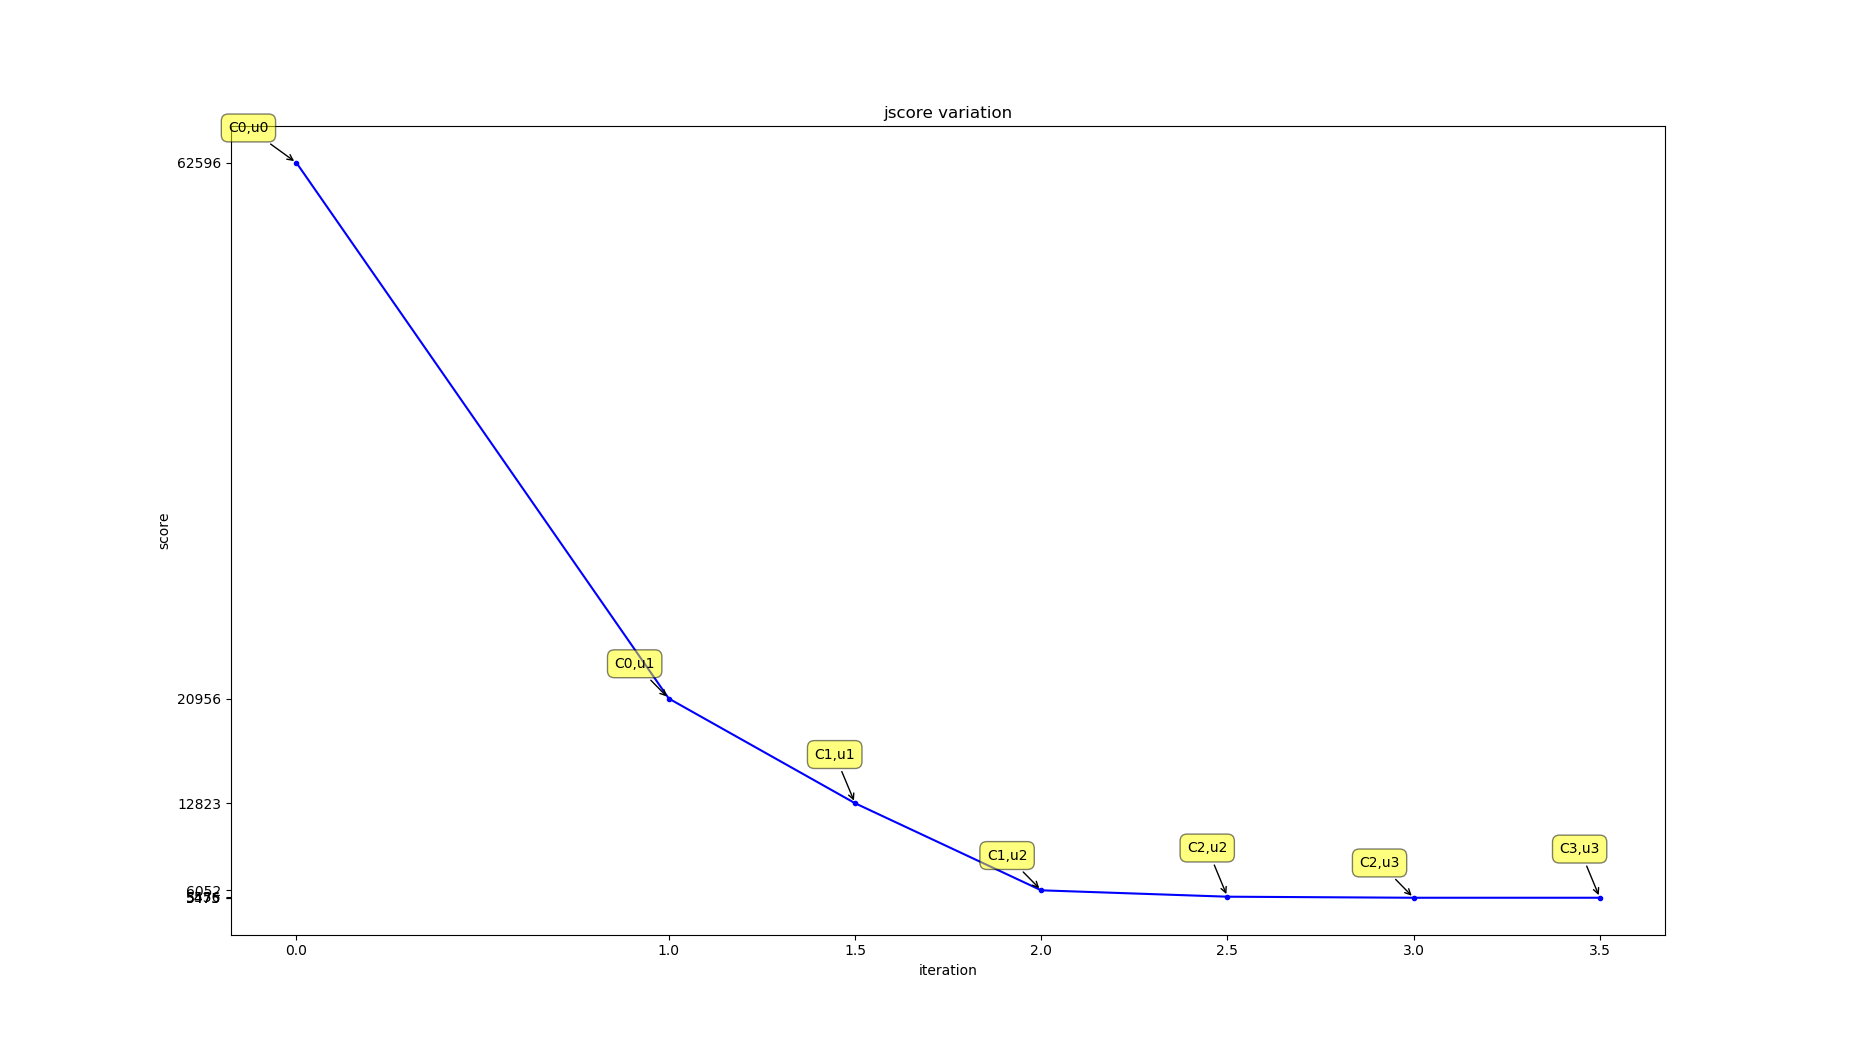 jscore variation
C0,u0
62596
score
C0,u1
20956
C1,u1
12823
C1,u2
C2,u2
C2,u3
C3,u3
6052
0.0 1.0 1.5 2.0 2.5 3.0 3.5
iteration